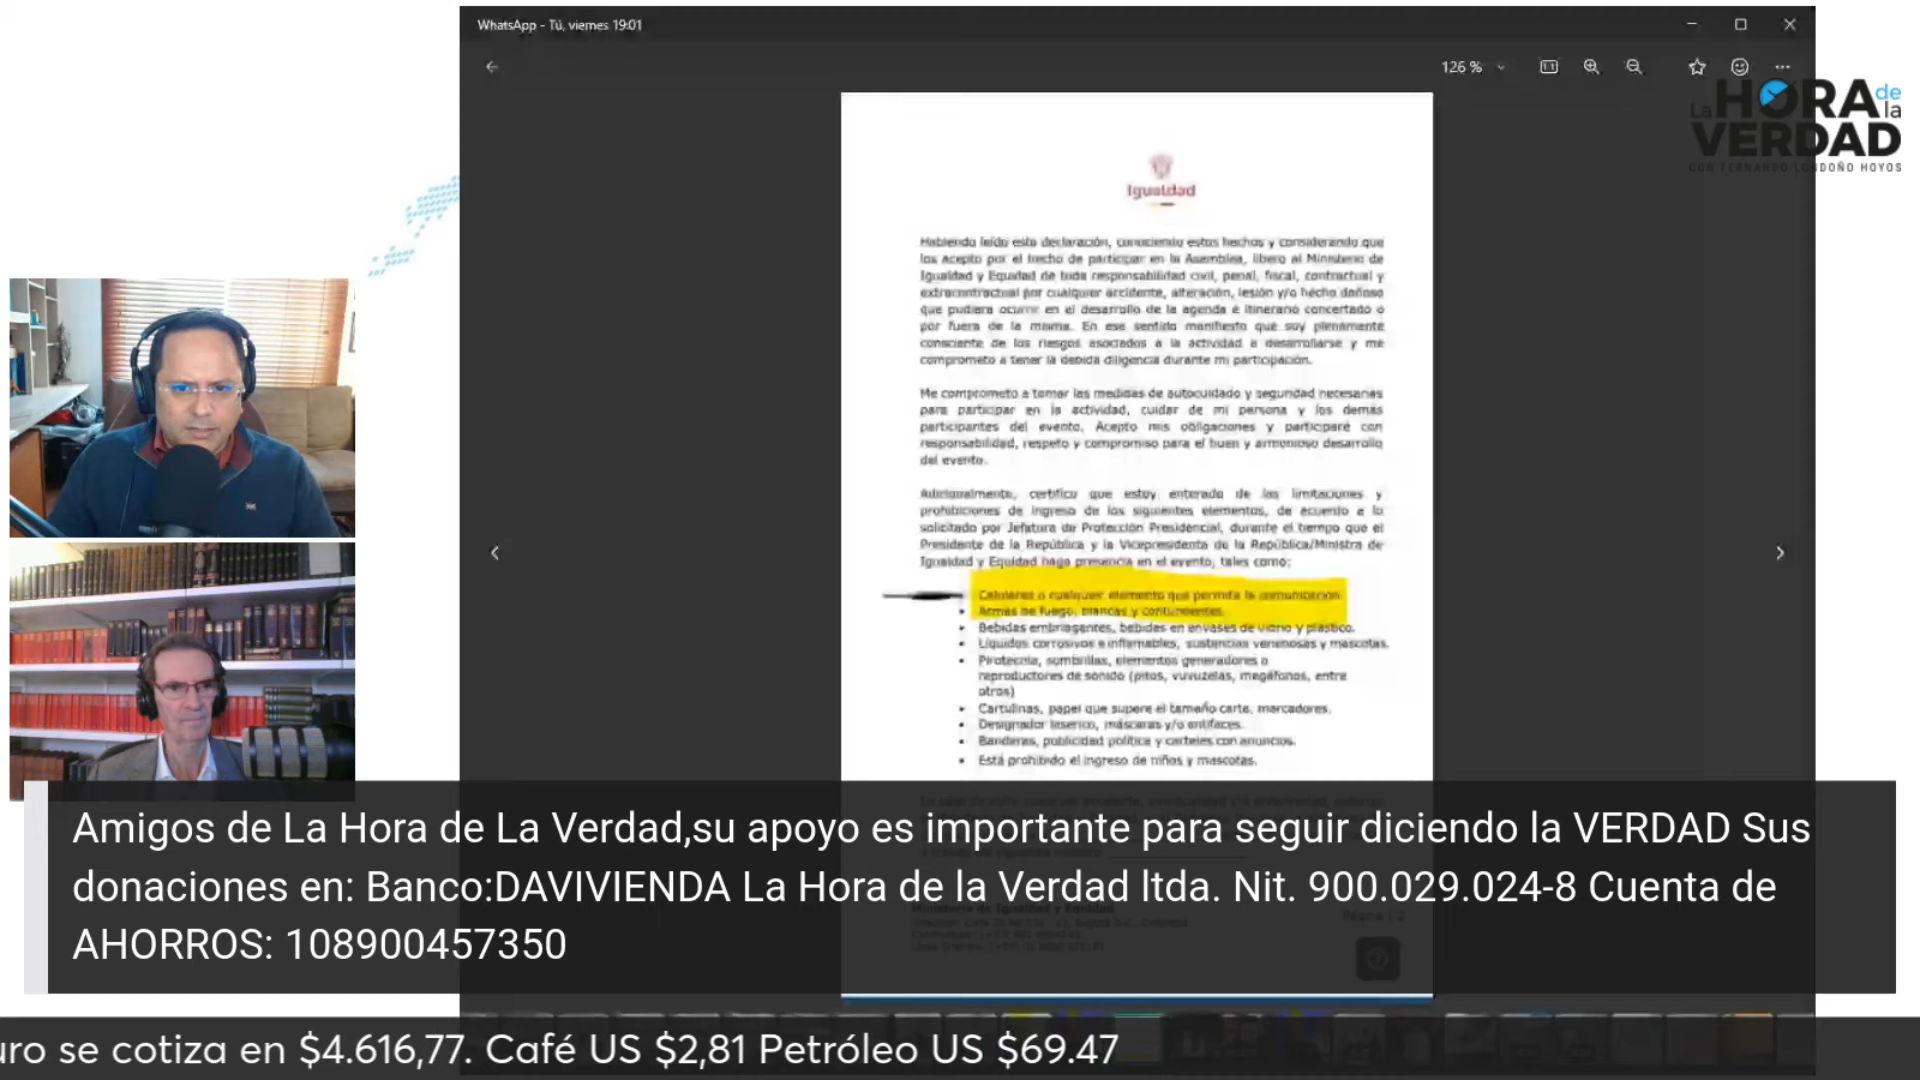 WhatsApp - Tú, viernes 19:01
126 %
La HORA de la
VERDAD
CON FERNANDO LONDOÑO HOYOS
Igualdad
Habiendo leído esta declaración, conociendo estos hechos y considerando que
los acepto por el hecho de participar en la Asamblea, libero al Ministerio de
Igualdad y Equidad de toda responsabilidad civil, penal, fiscal, contractual y
extracontractual por cualquier accidente, alteración, lesión y/o hecho dañoso
que pudiera ocurrir en el desarrollo de la agenda e itinerario concertado o
por fuera de la misma. En ese sentido manifiesto que soy plenamente
consciente de los riesgos asociados a la actividad a desarrollarse y me
comprometo a tener la debida diligencia durante mi participación.
Me comprometo a tomar las medidas de autocuidado y seguridad necesarias
para participar en la actividad, cuidar de mi persona y los demás
participantes del evento. Acepto mis obligaciones y participaré con
responsabilidad, respeto y compromiso para el buen y armonioso desarrollo
del evento.
Adicionalmente, certifico que estoy enterado de las limitaciones y
prohibiciones de ingreso de los siguientes elementos, de acuerdo a lo
solicitado por Jefatura de Protección Presidencial, durante el tiempo que el
Presidente de la República y la Vicepresidenta de la República/Ministra de
Igualdad y Equidad haga presencia en el evento, tales como:
Celulares o cualquier elemento que permita la comunicación
• Armas de fuego, blancas y contundentes.
• Bebidas embriagantes, bebidas en envases de vidrio y plástico.
• Líquidos corrosivos e inflamables, sustancias venenosas y mascotas.
• Pirotecnia, sombrillas, elementos generadores o
reproductores de sonido (pitos, vuvuzelas, megáfonos, entre
otros)
• Cartulinas, papel que supere el tamaño carta, marcadores.
• Designador láserico, máscaras y/o antifaces.
• Banderas, publicidad política y carteles con anuncios.
• Está prohibido el ingreso de niños y mascotas.
Amigos de La Hora de La Verdad,su apoyo es importante para seguir diciendo la VERDAD Sus
donaciones en: Banco:DAVIVIENDA La Hora de la Verdad ltda. Nit. 900.029.024-8 Cuenta de
AHORROS: 108900457350
Ministerio de Igualdad y Equidad
uro se cotiza en $4.616,77. Café US $2,81 Petróleo US $69.47